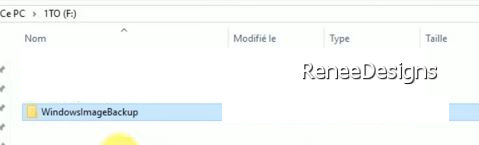 Ce PC > 1TO (F:)
Nom Modifié le Type Taille
ReneeDesigns
WindowsImageBackup